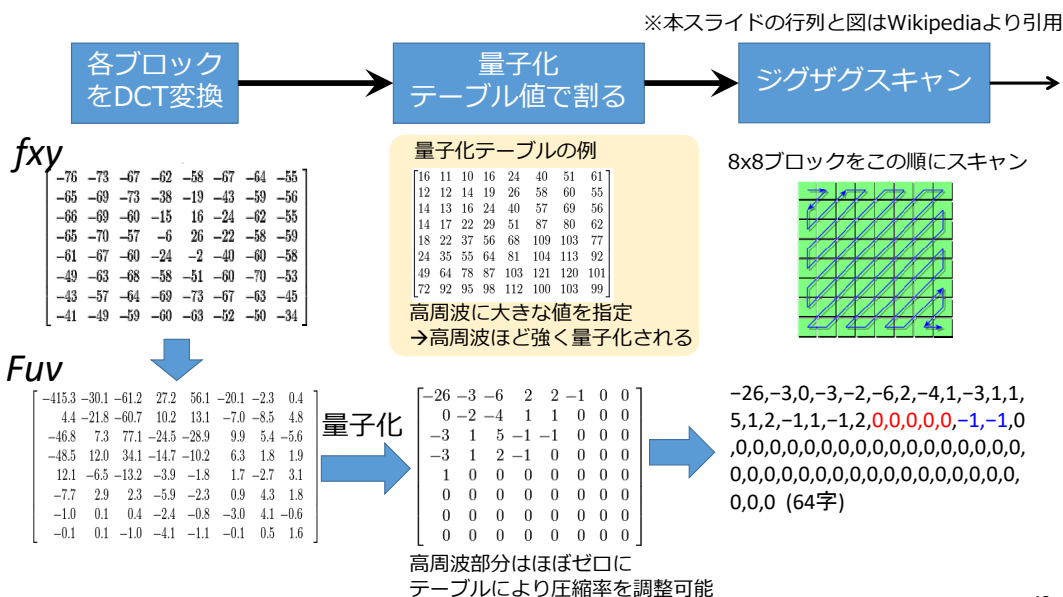 ※本スライドの行列と図はWikipediaより引用
各ブロック
をDCT変換
量子化
テーブル値で割る
ジグザグスキャン
fxy
−76 −73 −67 −62 −58 −67 −64 −55
−65 −69 −73 −38 −19 −43 −59 −56
−66 −69 −60 −15 16 −24 −62 −55
−65 −70 −57 −6 26 −22 −58 −59
−61 −67 −60 −24 −2 −40 −60 −58
−49 −63 −68 −58 −51 −60 −70 −53
−43 −57 −64 −69 −73 −67 −63 −45
−41 −49 −59 −60 −63 −52 −50 −34
量子化テーブルの例
16 11 10 16 24 40 51 61
12 12 14 19 26 58 60 55
14 13 16 24 40 57 69 56
14 17 22 29 51 87 80 62
18 22 37 56 68 109 103 77
24 35 55 64 81 104 113 92
49 64 78 87 103 121 120 101
72 92 95 98 112 100 103 99
高周波に大きな値を指定
→高周波ほど強く量子化される
8x8ブロックをこの順にスキャン
Fuv
−415.3 −30.1 −61.2 27.2 56.1 −20.1 −2.3 0.4
4.4 −21.8 −60.7 10.2 13.1 −7.0 −8.5 4.8
−46.8 7.3 77.1 −24.5 −28.9 9.9 5.4 −5.6
−48.5 12.0 34.1 −14.7 −10.2 6.3 1.8 1.9
12.1 −6.5 −13.2 −3.9 −1.8 1.7 −2.7 3.1
−7.7 2.9 2.3 −5.9 −2.3 0.9 4.3 1.8
−1.0 0.1 0.4 −2.4 −0.8 −3.0 4.1 −0.6
−0.1 0.1 −1.0 −4.1 −1.1 −0.1 0.5 1.6
量子化
−26 −3 −6 2 2 −1 0 0
0 −2 −4 1 1 0 0 0
−3 1 5 −1 −1 0 0 0
−3 1 2 −1 0 0 0 0
1 0 0 0 0 0 0 0
0 0 0 0 0 0 0 0
0 0 0 0 0 0 0 0
0 0 0 0 0 0 0 0
高周波部分はほぼゼロに
テーブルにより圧縮率を調整可能
−26,−3,0,−3,−2,−6,2,−4,1,−3,1,1,
5,1,2,−1,1,−1,2,0,0,0,0,0,−1,−1,0
,0,0,0,0,0,0,0,0,0,0,0,0,0,0,0,0,0,
0,0,0,0,0,0,0,0,0,0,0,0,0,0,0,0,0,
0,0,0 (64字)